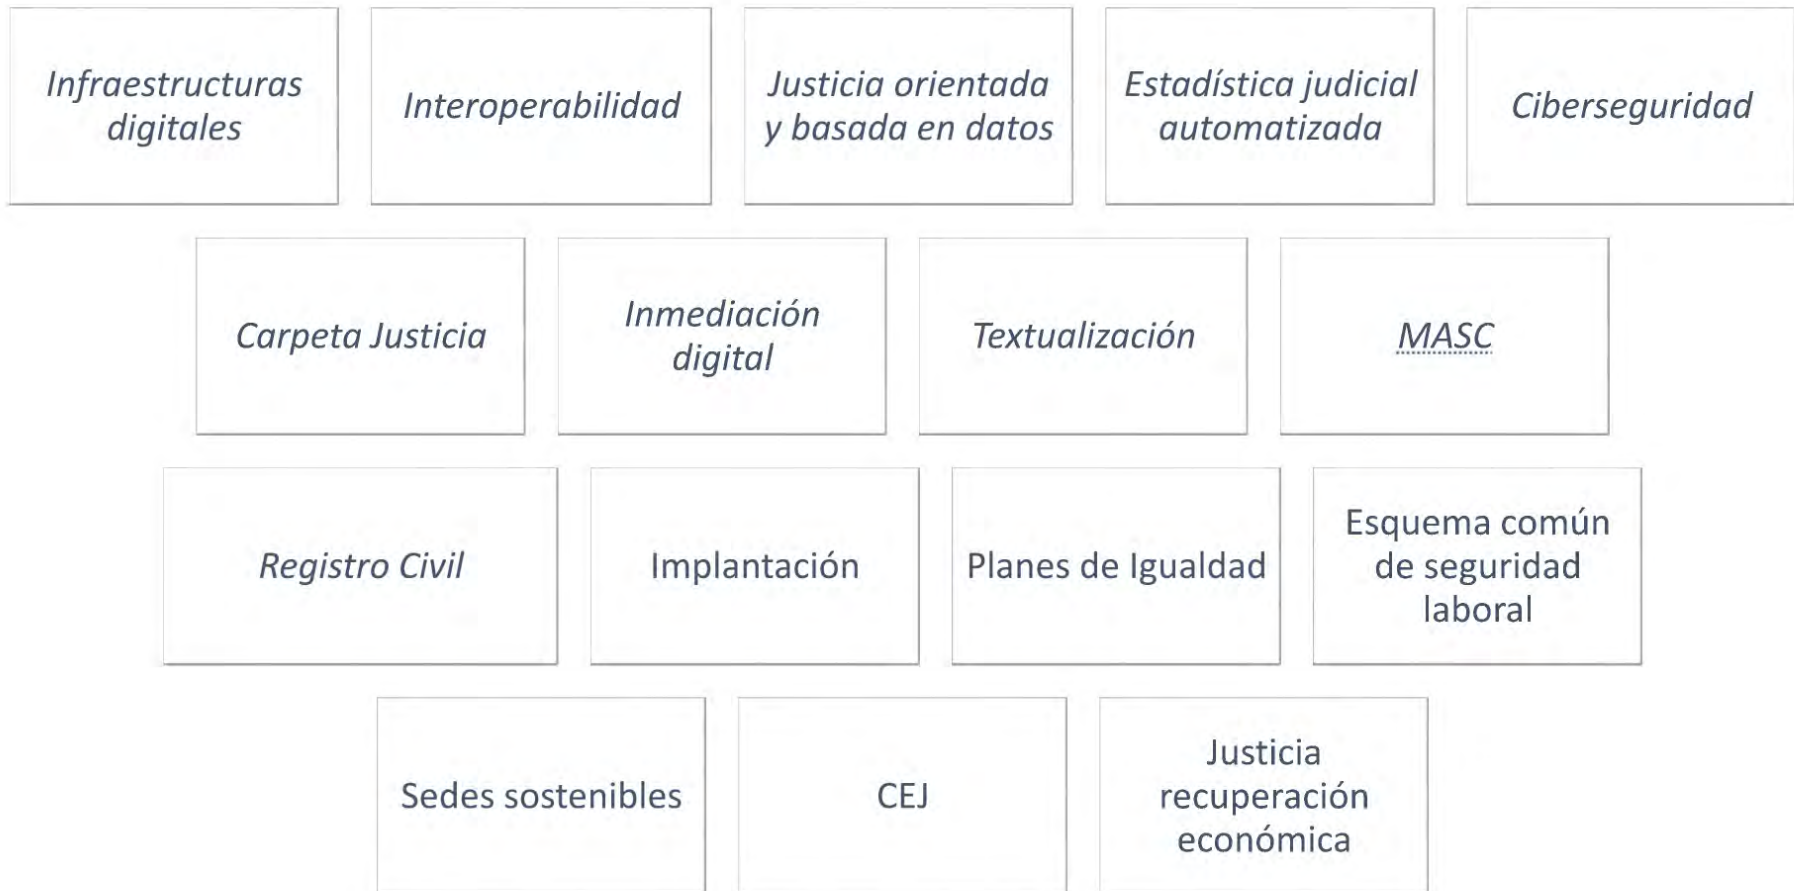 Infraestructuras
digitales
Interoperabilidad
Justicia orientada
y basada en datos
Estadística judicial
automatizada
Ciberseguridad
Carpeta Justicia
Inmediación
digital
Textualización
MASC
Registro Civil
Implantación
Planes de Igualdad
Esquema común
de seguridad
laboral
Sedes sostenibles
CEJ
Justicia
recuperación
económica